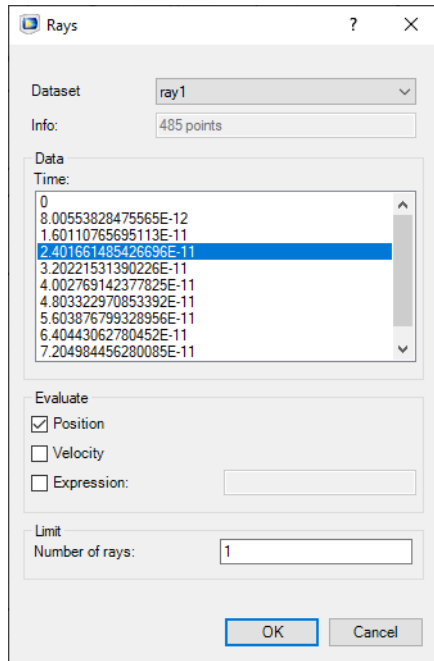 Rays
Dataset
ray1
Info:
485 points
Data
Time:
0
8.00553828475565E-12
1.60110765695113E-11
2.401661485426696E-11
3.20221531390226E-11
4.002769142377825E-11
4.803322970853392E-11
5.603876799328956E-11
6.40443062780452E-11
7.204984456280085E-11
Evaluate
Position
Velocity
Expression:
Limit
Number of rays:
1
OK
Cancel